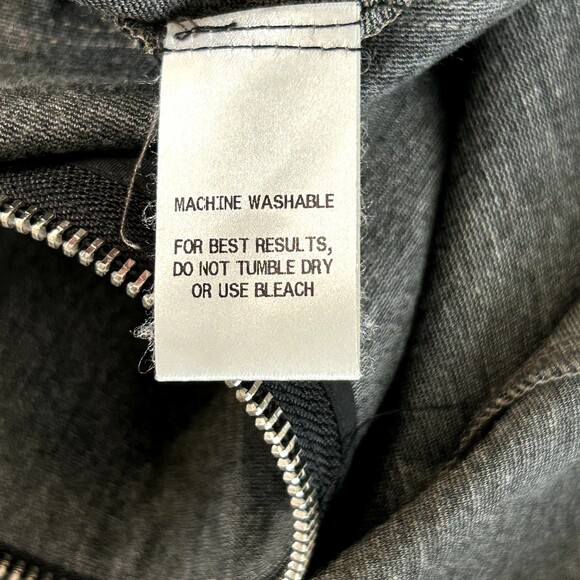 MACHINE WASHABLE
FOR BEST RESULTS,
DO NOT TUMBLE DRY
OR USE BLEACH